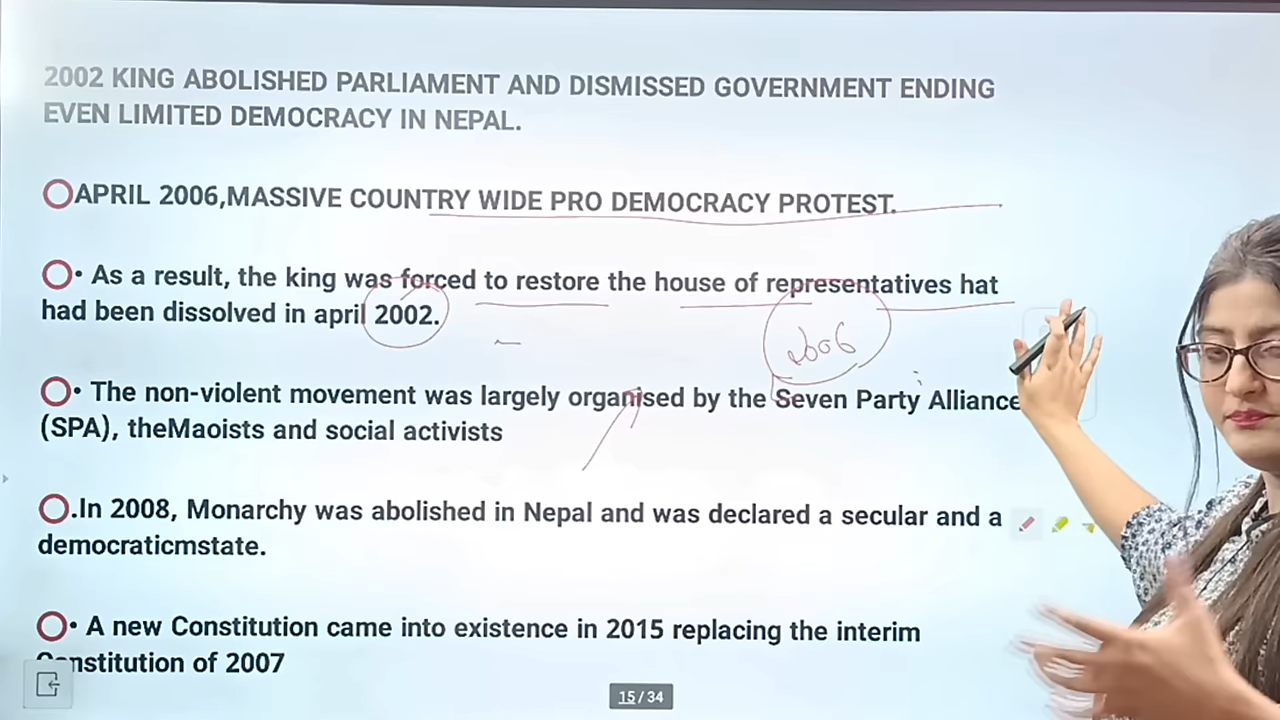 2002 KING ABOLISHED PARLIAMENT AND DISMISSED GOVERNMENT ENDING
EVEN LIMITED DEMOCRACY IN NEPAL.
APRIL 2006,MASSIVE COUNTRY WIDE PRO DEMOCRACY PROTEST.
• As a result, the king was forced to restore the house of representatives hat
had been dissolved in april 2002.
2006
• The non-violent movement was largely organised by the Seven Party Alliance
(SPA), theMaoists and social activists
.In 2008, Monarchy was abolished in Nepal and was declared a secular and a
democraticmstate.
• A new Constitution came into existence in 2015 replacing the interim
Constitution of 2007
15 / 34